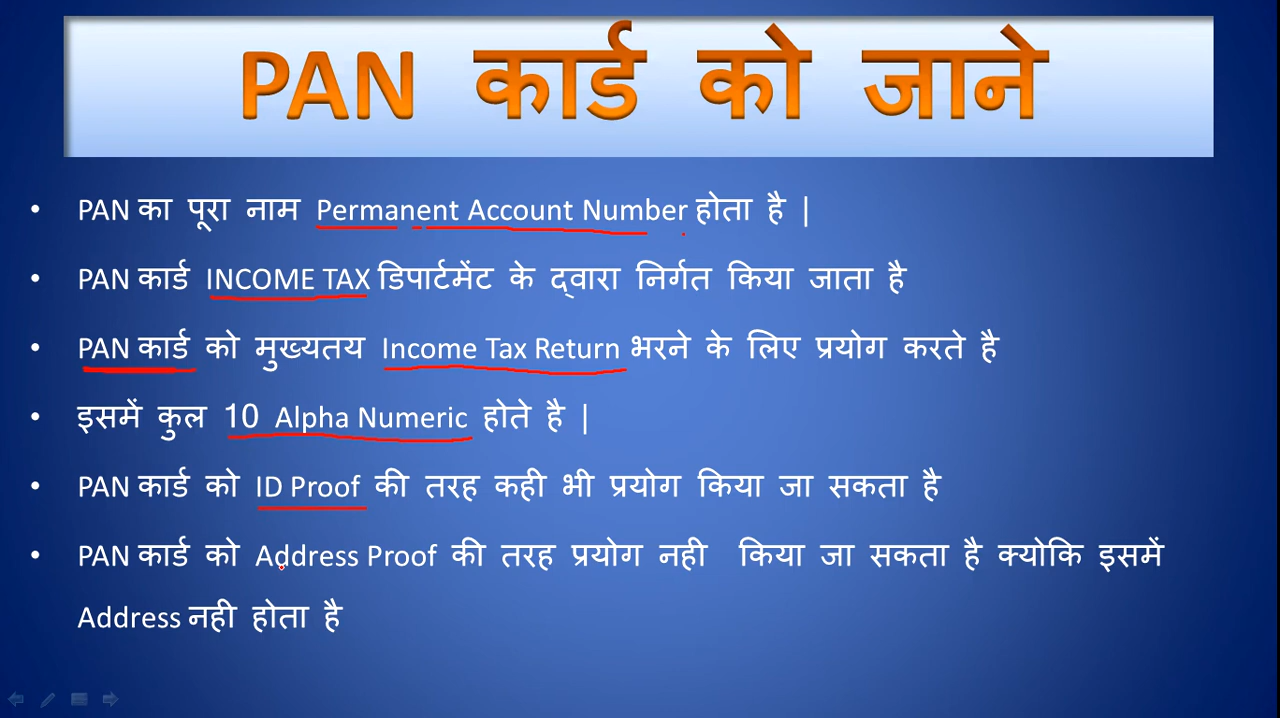 PAN कार्ड को जाने
• PAN का पूरा नाम Permanent Account Number होता है |
• PAN कार्ड INCOME TAX डिपार्टमेंट के द्वारा निर्गत किया जाता है
• PAN कार्ड को मुख्यतय Income Tax Return भरने के लिए प्रयोग करते है
• इसमें कुल 10 Alpha Numeric होते है |
• PAN कार्ड को ID Proof की तरह कही भी प्रयोग किया जा सकता है
• PAN कार्ड को Address Proof की तरह प्रयोग नही किया जा सकता है क्योकि इसमें
Address नही होता है